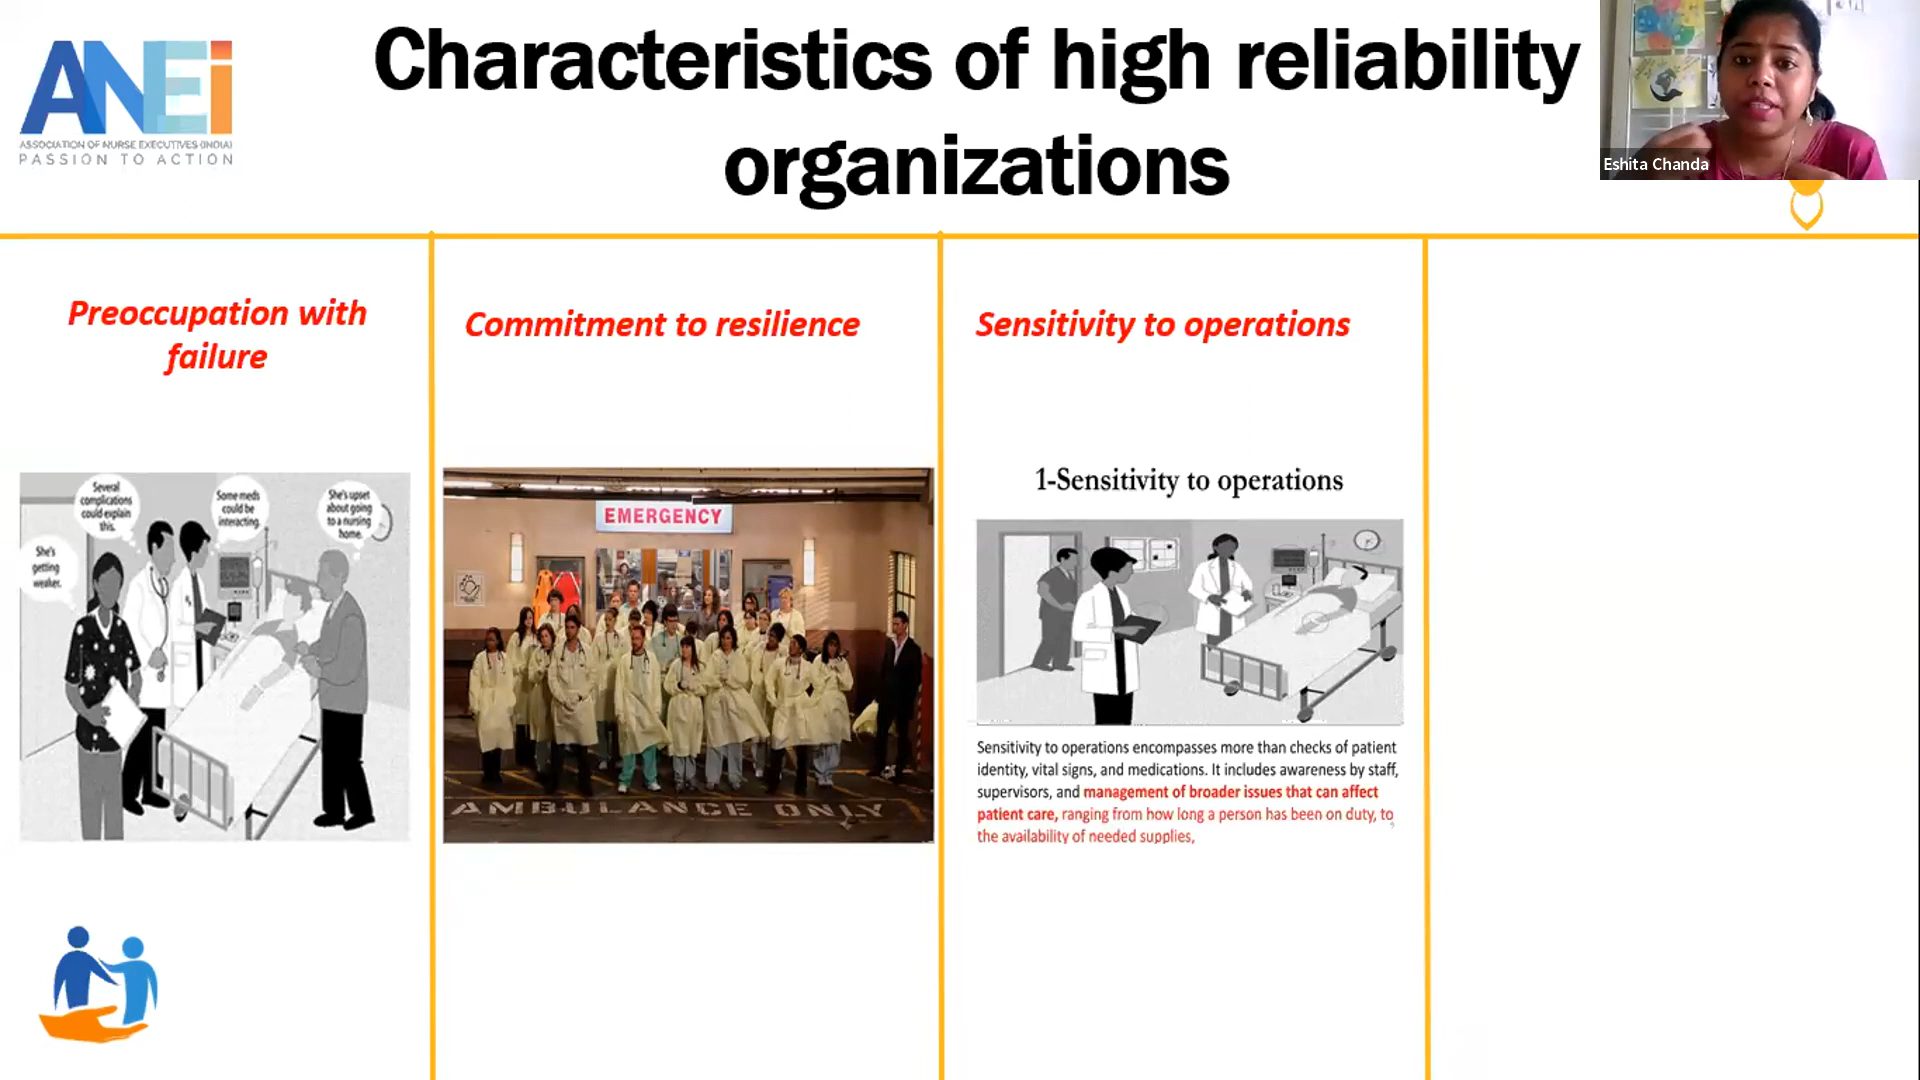 Characteristics of high reliability
organizations
ANEi
ASSOCIATION OF NURSE EXECUTIVES (INDIA)
PASSION TO ACTION
Eshita Chanda
Preoccupation with
failure
Several
complications
could explain
this.
Some meds
could be
interacting.
She's upset
about going
to a nursing
home.
She's
getting
weaker.
Commitment to resilience
EMERGENCY
AMBULANCE ONLY
Sensitivity to operations
1-Sensitivity to operations
Sensitivity to operations encompasses more than checks of patient
identity, vital signs, and medications. It includes awareness by staff,
supervisors, and management of broader issues that can affect
patient care, ranging from how long a person has been on duty, to
the availability of needed supplies,